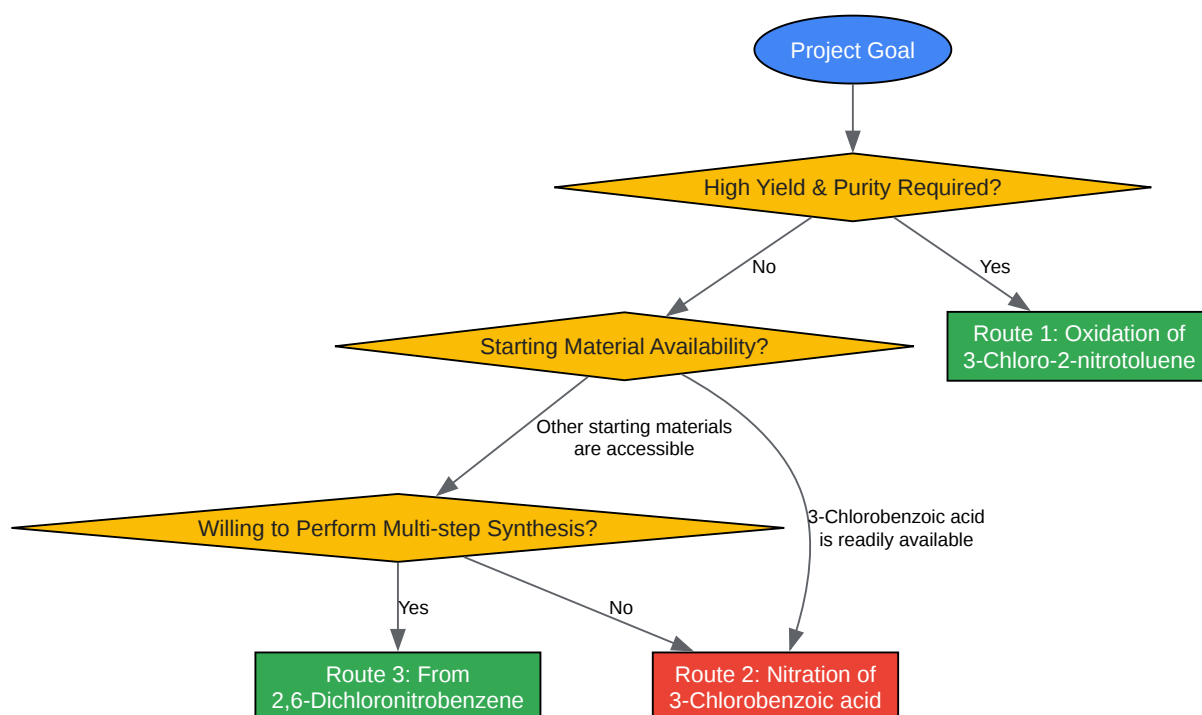 Project Goal
High Yield & Purity Required?
No
Yes
Starting Material Availability?
Route 1: Oxidation of
3-Chloro-2-nitrotoluene
Other starting materials
are accessible
Willing to Perform Multi-step Synthesis?
3-Chlorobenzoic acid
is readily available
Yes
No
Route 3: From
2,6-Dichloronitrobenzene
Route 2: Nitration of
3-Chlorobenzoic acid